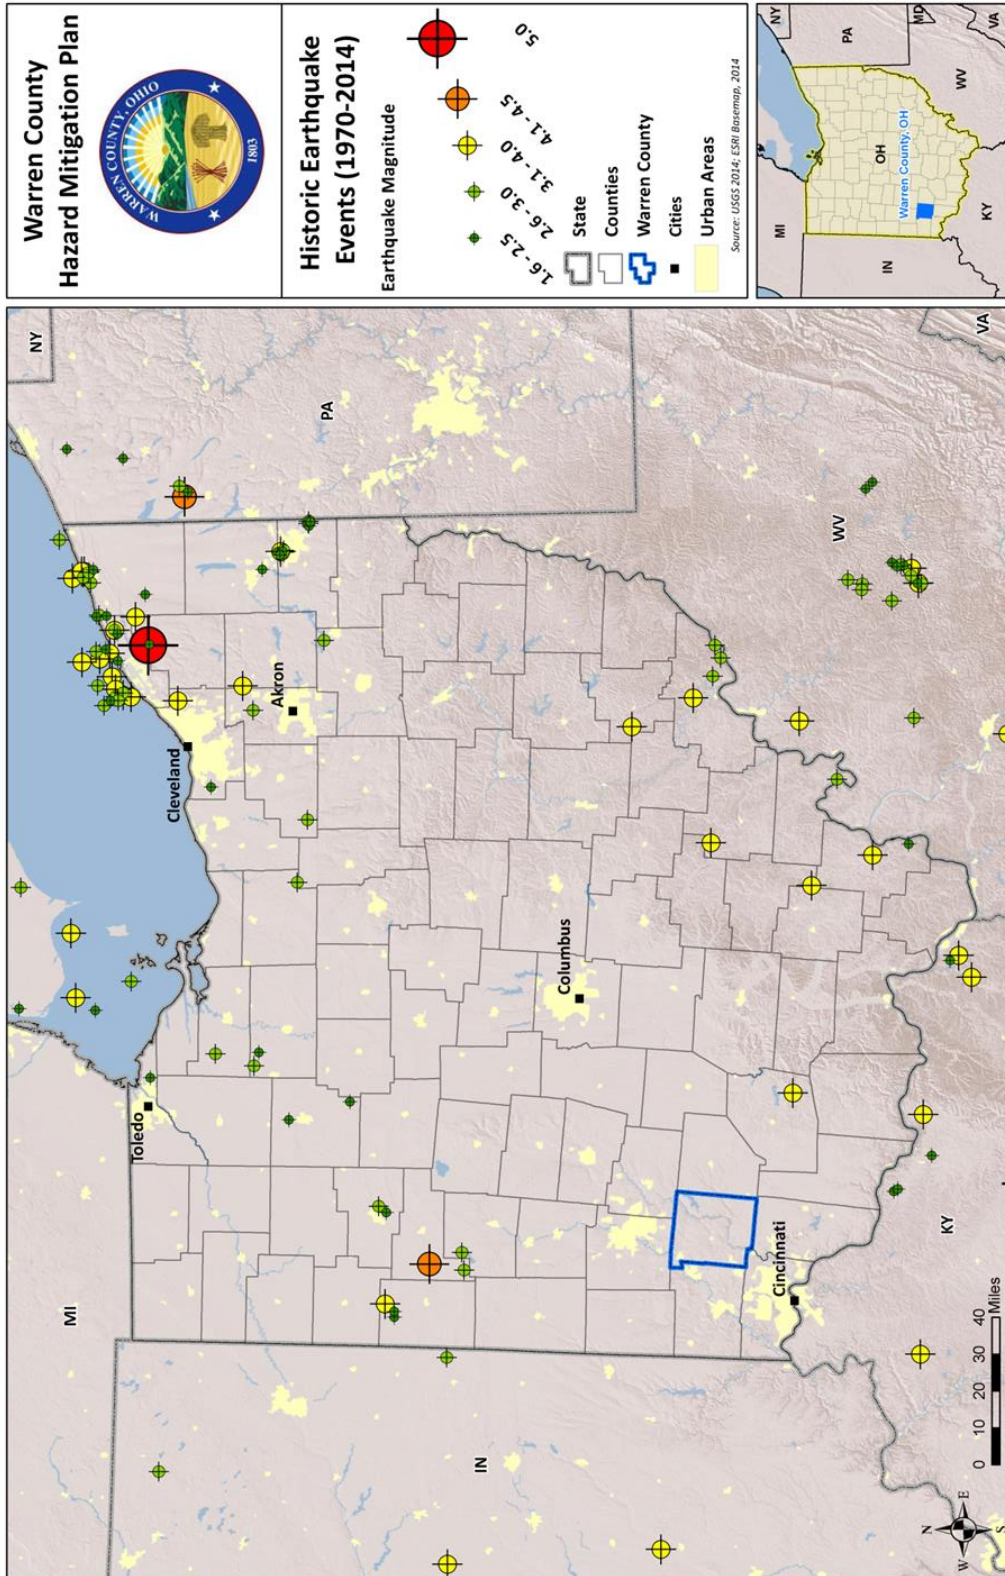 Warren County
Hazard Mitigation Plan
WARREN COUNTY, OHIO
1803
Historic Earthquake
Events (1970-2014)
Earthquake Magnitude
1.6 - 2.5
2.6 - 3.0
3.1 - 4.0
4.1 - 4.5
5.0
State
Counties
Warren County
Cities
Urban Areas
Source: USGS 2014; ESRI Basemap, 2014
MI
NY
PA
OH
MD
IN
WV
VA
KY
Warren County, OH
MI
NY
Toledo
Cleveland
Akron
PA
IN
Columbus
WV
Cincinnati
KY
VA
N
W
E
S
0 10 20 30 40
Miles